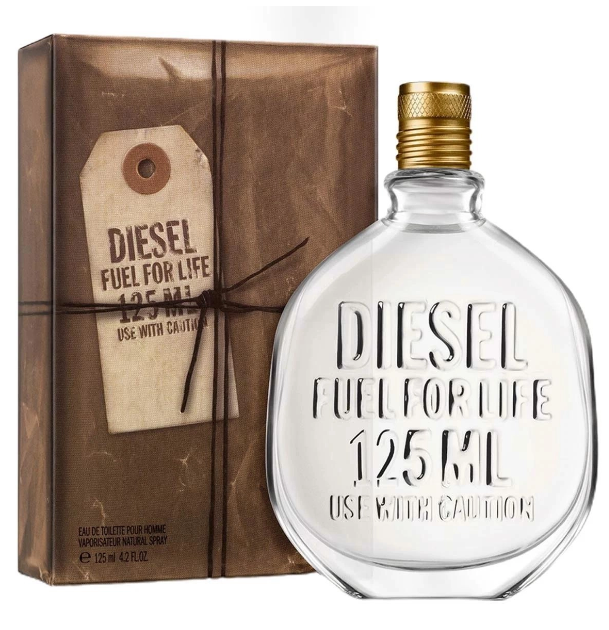 DIESEL
FUEL FOR LIFE
125 ML
USE WITH CAUTION
EAU DE TOILETTE POUR HOMME
VAPORISATEUR NATURAL SPRAY
℮ 125 ml 4.2 FL.OZ.
DIESEL
FUEL FOR LIFE
125 ML
USE WITH CAUTION